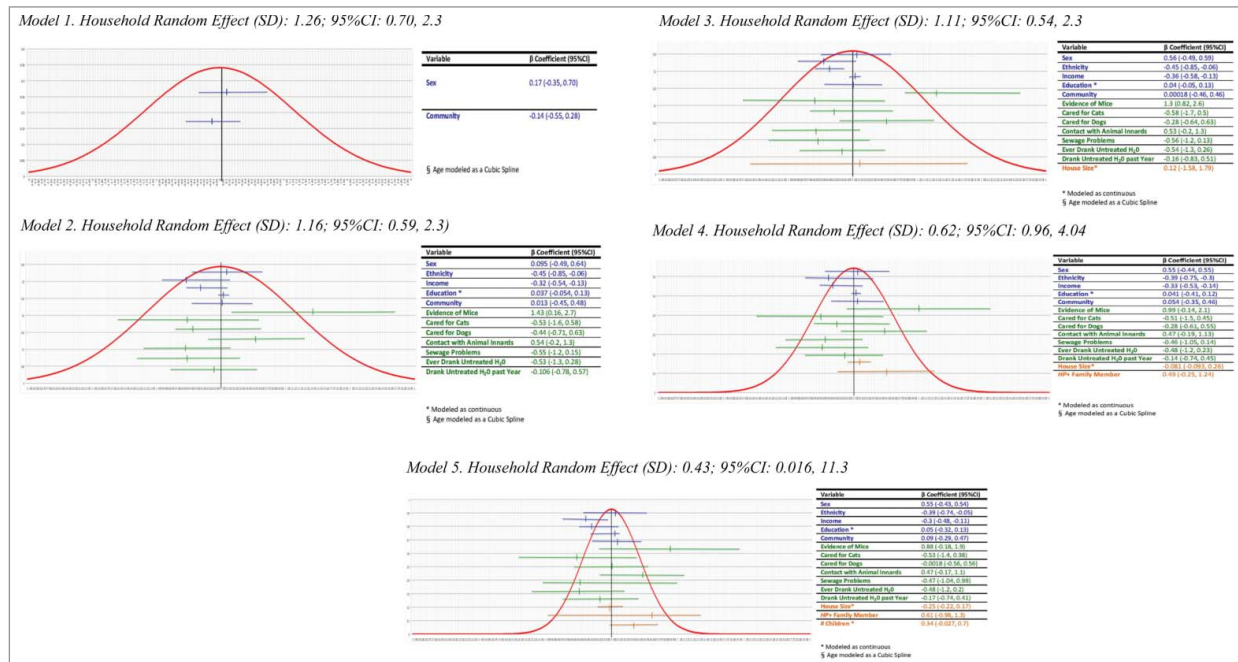 Model 1. Household Random Effect (SD): 1.26; 95%CI: 0.70, 2.3
Variable β Coefficient (95%CI)
Sex 0.17 (-0.35, 0.70)
Community -0.14 (-0.55, 0.28)
§ Age modeled as a Cubic Spline
Model 2. Household Random Effect (SD): 1.16; 95%CI: 0.59, 2.3)
Variable β Coefficient (95%CI)
Sex 0.095 (-0.49, 0.64)
Ethnicity -0.45 (-0.85, -0.06)
Income -0.32 (-0.54, -0.13)
Education * 0.037 (-0.054, 0.13)
Community 0.013 (-0.45, 0.48)
Evidence of Mice 1.43 (0.16, 2.7)
Cared for Cats -0.53 (-1.6, 0.58)
Cared for Dogs -0.44 (-0.71, 0.63)
Contact with Animal Innards 0.54 (-0.2, 1.3)
Sewage Problems -0.55 (-1.2, 0.15)
Ever Drank Untreated H₂0 -0.53 (-1.3, 0.28)
Drank Untreated H₂0 past Year -0.106 (-0.78, 0.57)
* Modeled as continuous
§ Age modeled as a Cubic Spline
Model 3. Household Random Effect (SD): 1.11; 95%CI: 0.54, 2.3
Variable β Coefficient (95%CI)
Sex 0.56 (-0.49, 0.59)
Ethnicity -0.45 (-0.85, -0.06)
Income -0.36 (-0.58, -0.13)
Education * 0.04 (-0.05, 0.13)
Community 0.00018 (-0.46, 0.46)
Evidence of Mice 1.3 (0.82, 2.6)
Cared for Cats -0.58 (-1.7, 0.5)
Cared for Dogs -0.28 (-0.64, 0.63)
Contact with Animal Innards 0.53 (-0.2, 1.3)
Sewage Problems -0.56 (-1.2, 0.13)
Ever Drank Untreated H₂0 -0.54 (-1.3, 0.26)
Drank Untreated H₂0 past Year -0.16 (-0.83, 0.51)
House Size* 0.12 (-1.58, 1.79)
* Modeled as continuous
§ Age modeled as a Cubic Spline
Model 4. Household Random Effect (SD): 0.62; 95%CI: 0.96, 4.04
Variable β Coefficient (95%CI)
Sex 0.55 (-0.44, 0.55)
Ethnicity -0.39 (-0.75, -0.3)
Income -0.33 (-0.53, -0.14)
Education * 0.041 (-0.41, 0.12)
Community 0.054 (-0.35, 0.46)
Evidence of Mice 0.99 (-0.14, 2.1)
Cared for Cats -0.51 (-1.5, 0.45)
Cared for Dogs -0.28 (-0.61, 0.55)
Contact with Animal Innards 0.47 (-0.19, 1.13)
Sewage Problems -0.46 (-1.05, 0.14)
Ever Drank Untreated H₂0 -0.48 (-1.2, 0.23)
Drank Untreated H₂0 past Year -0.14 (-0.74, 0.45)
House Size* -0.081 (-0.093, 0.26)
HP+ Family Member 0.49 (-0.25, 1.24)
* Modeled as continuous
§ Age modeled as a Cubic Spline
Model 5. Household Random Effect (SD): 0.43; 95%CI: 0.016, 11.3
Variable β Coefficient (95%CI)
Sex 0.55 (-0.43, 0.54)
Ethnicity -0.39 (-0.74, -0.05)
Income -0.3 (-0.48, -0.11)
Education * 0.05 (-0.32, 0.13)
Community 0.09 (-0.29, 0.47)
Evidence of Mice 0.88 (-0.18, 1.9)
Cared for Cats -0.53 (-1.4, 0.38)
Cared for Dogs -0.0018 (-0.56, 0.56)
Contact with Animal Innards 0.47 (-0.17, 1.1)
Sewage Problems -0.47 (-1.04, 0.98)
Ever Drank Untreated H₂0 -0.48 (-1.2, 0.2)
Drank Untreated H₂0 past Year -0.17 (-0.74, 0.41)
House Size* -0.25 (-0.22, 0.17)
HP+ Family Member 0.61 (-0.98, 1.3)
# Children * 0.34 (-0.027, 0.7)
* Modeled as continuous
§ Age modeled as a Cubic Spline